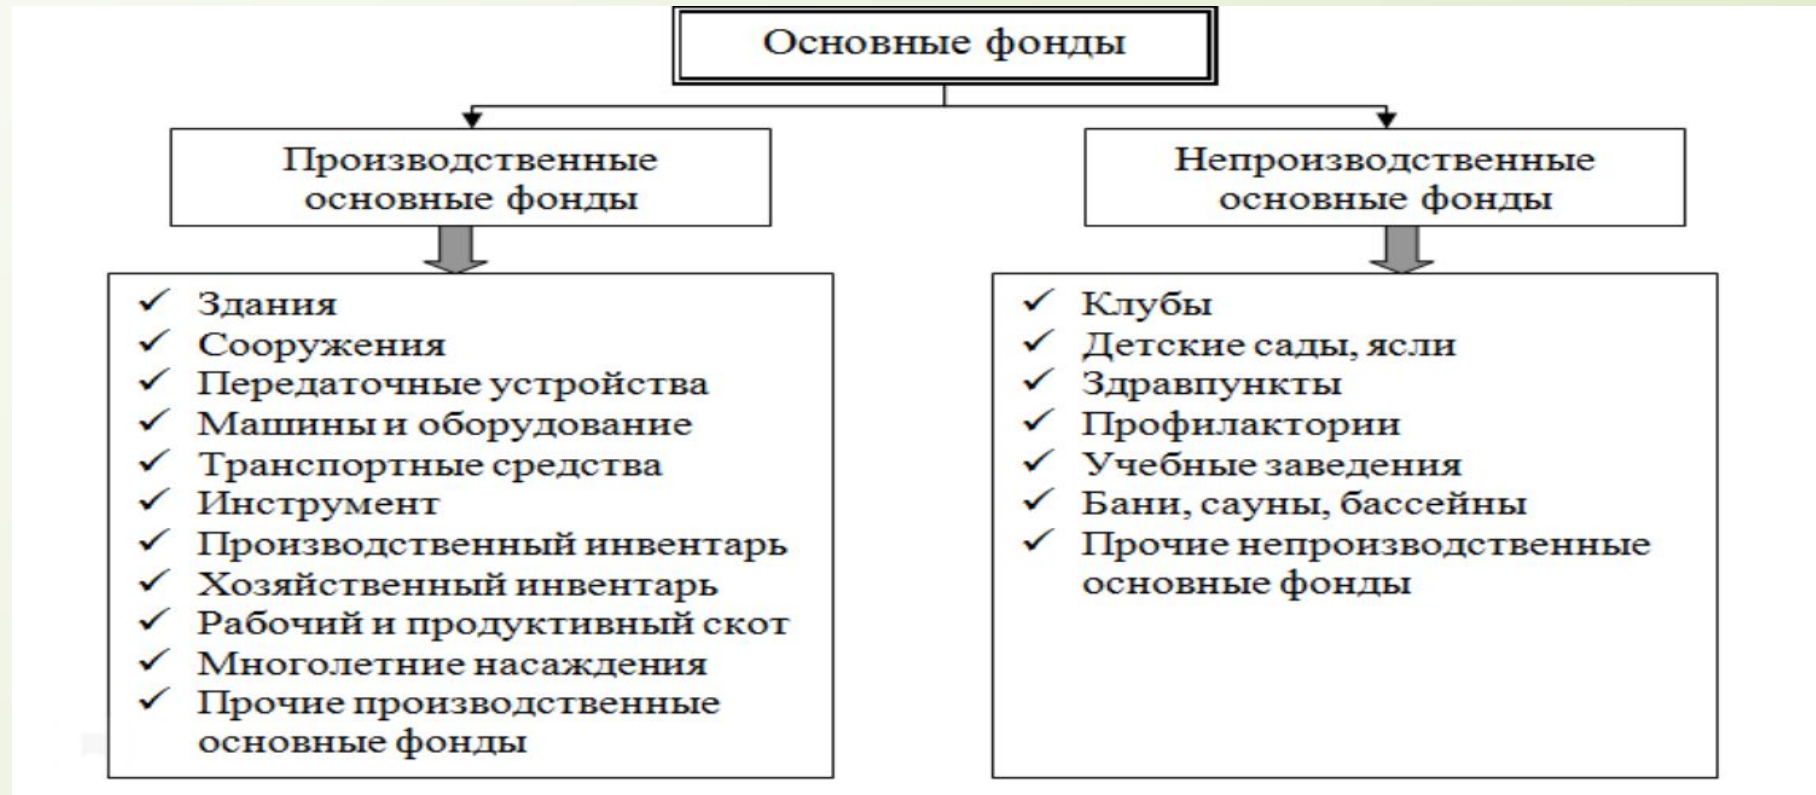 Основные фонды
Производственные
основные фонды
Непроизводственные
основные фонды
✓ Здания
✓ Сооружения
✓ Передаточные устройства
✓ Машины и оборудование
✓ Транспортные средства
✓ Инструмент
✓ Производственный инвентарь
✓ Хозяйственный инвентарь
✓ Рабочий и продуктивный скот
✓ Многолетние насаждения
✓ Прочие производственные
основные фонды
✓ Клубы
✓ Детские сады, ясли
✓ Здравпункты
✓ Профилактории
✓ Учебные заведения
✓ Бани, сауны, бассейны
✓ Прочие непроизводственные
основные фонды